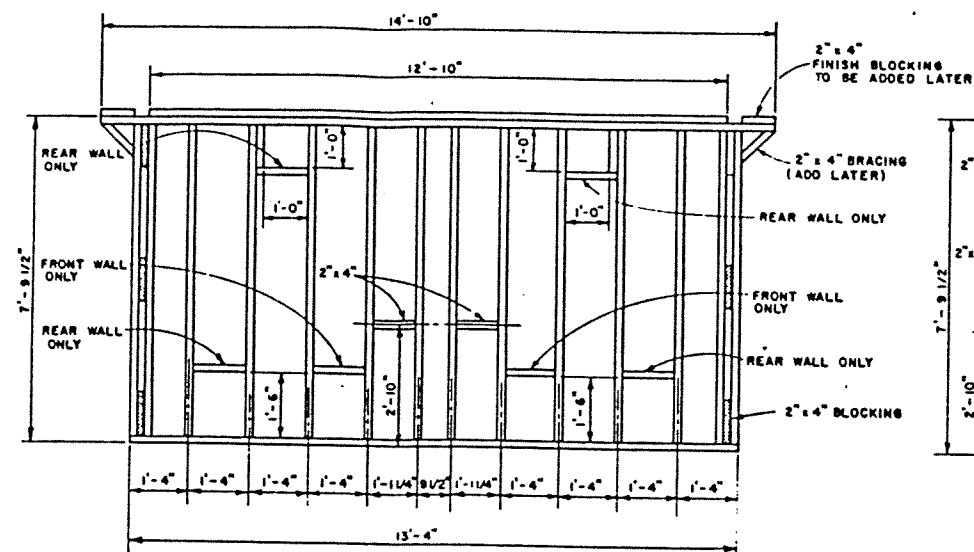 14'-10"
12'-10"
2" x 4"
FINISH BLOCKING
TO BE ADDED LATER
REAR WALL
ONLY
1'-0"
1'-0"
2" x 4" BRACING
(ADD LATER)
2"
1'-0"
1'-0"
REAR WALL ONLY
7'-9 1/2"
FRONT WALL
ONLY
2" x 4"
FRONT WALL
ONLY
2"x
7'-9 1/2"
REAR WALL
ONLY
REAR WALL ONLY
1'-6"
2'-10"
1'-6"
2" x 4" BLOCKING
2'-10"
1'-4" 1'-4" 1'-4" 1'-4" 1'-11/4" 9 1/2" 1'-11/4" 1'-4" 1'-4" 1'-4" 1'-4"
13'-4"